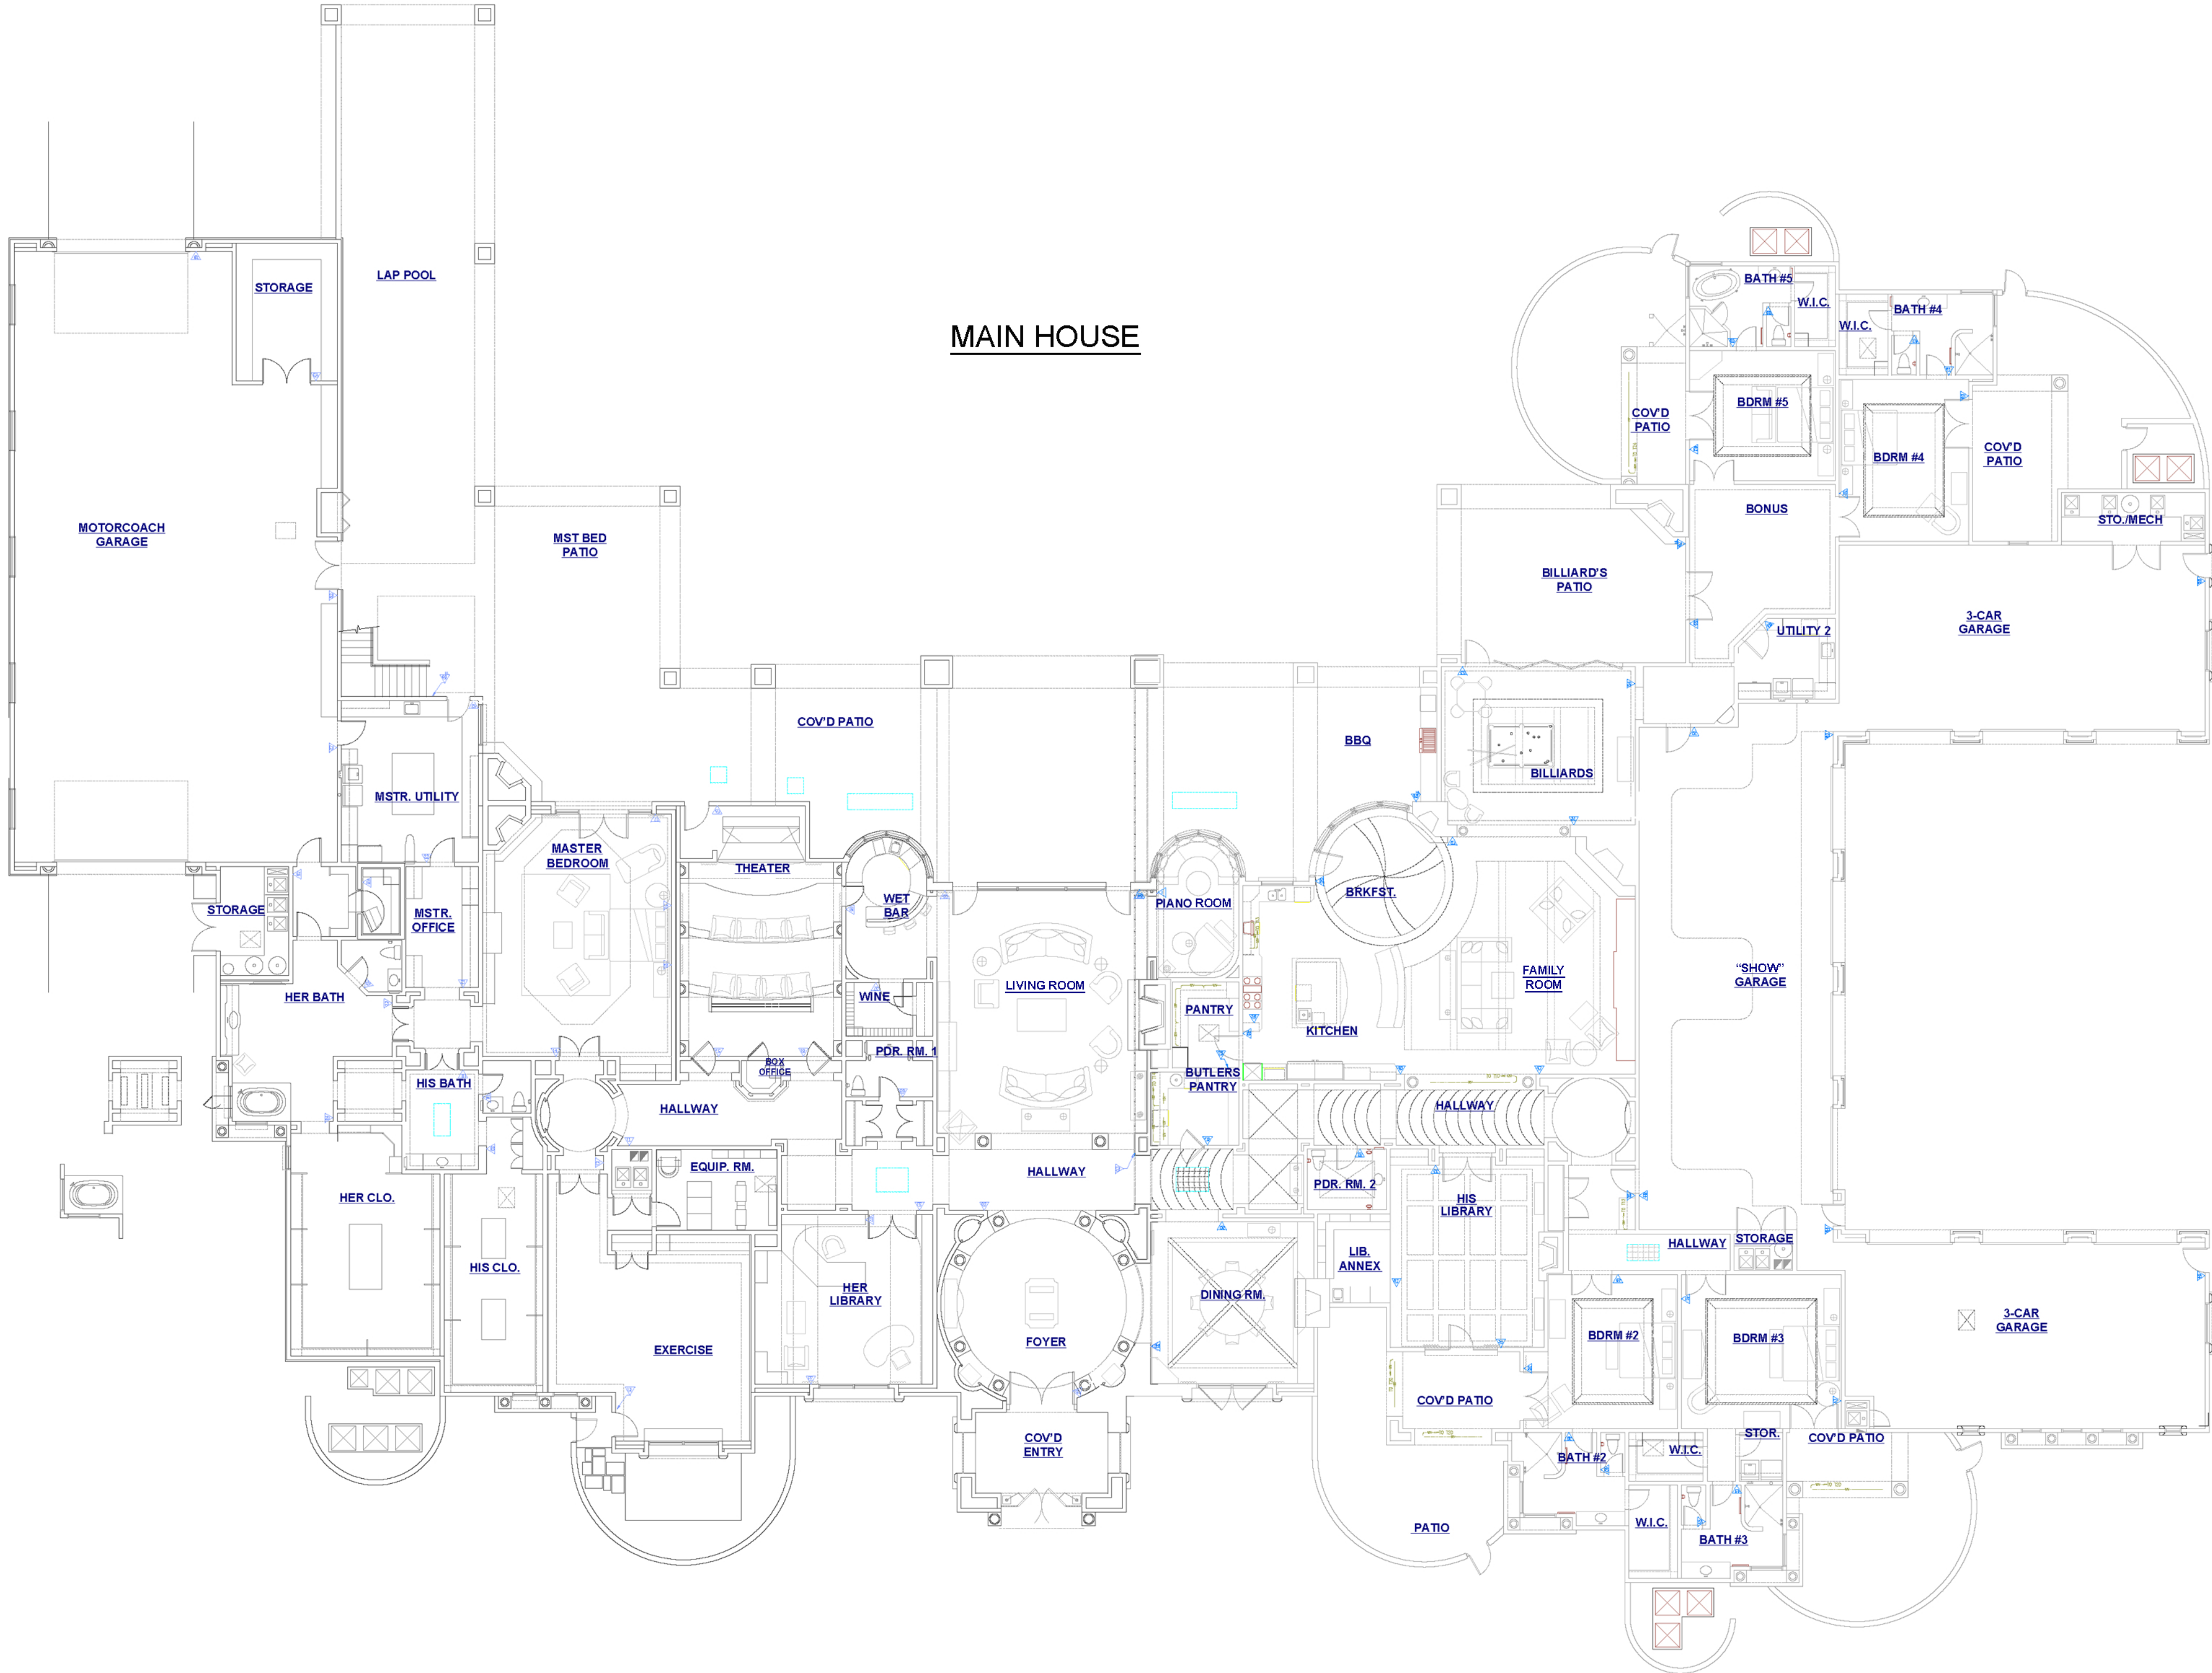 MAIN HOUSE
LAP POOL
STORAGE
MOTORCOACH
GARAGE
MST BED
PATIO
BATH #5
W.I.C.
W.I.C.
BATH #4
COV'D
PATIO
BDRM #5
BDRM #4
COV'D
PATIO
BONUS
STO./MECH
BILLIARD'S
PATIO
3-CAR
GARAGE
UTILITY 2
COV'D PATIO
BBQ
BILLIARDS
MSTR. UTILITY
MASTER
BEDROOM
THEATER
WET
BAR
PIANO ROOM
BRKFST.
STORAGE
MSTR.
OFFICE
HER BATH
WINE
LIVING ROOM
PANTRY
KITCHEN
FAMILY
ROOM
“SHOW”
GARAGE
PDR. RM. 1
BOX
OFFICE
BUTLERS
PANTRY
HIS BATH
HALLWAY
HALLWAY
EQUIP. RM.
HALLWAY
PDR. RM. 2
HIS
LIBRARY
HER CLO.
HIS CLO.
HER
LIBRARY
DINING RM.
LIB.
ANNEX
HALLWAY
STORAGE
EXERCISE
FOYER
BDRM #2
BDRM #3
3-CAR
GARAGE
COV'D PATIO
COV'D
ENTRY
STOR.
COV'D PATIO
BATH #2
W.I.C.
PATIO
W.I.C.
BATH #3